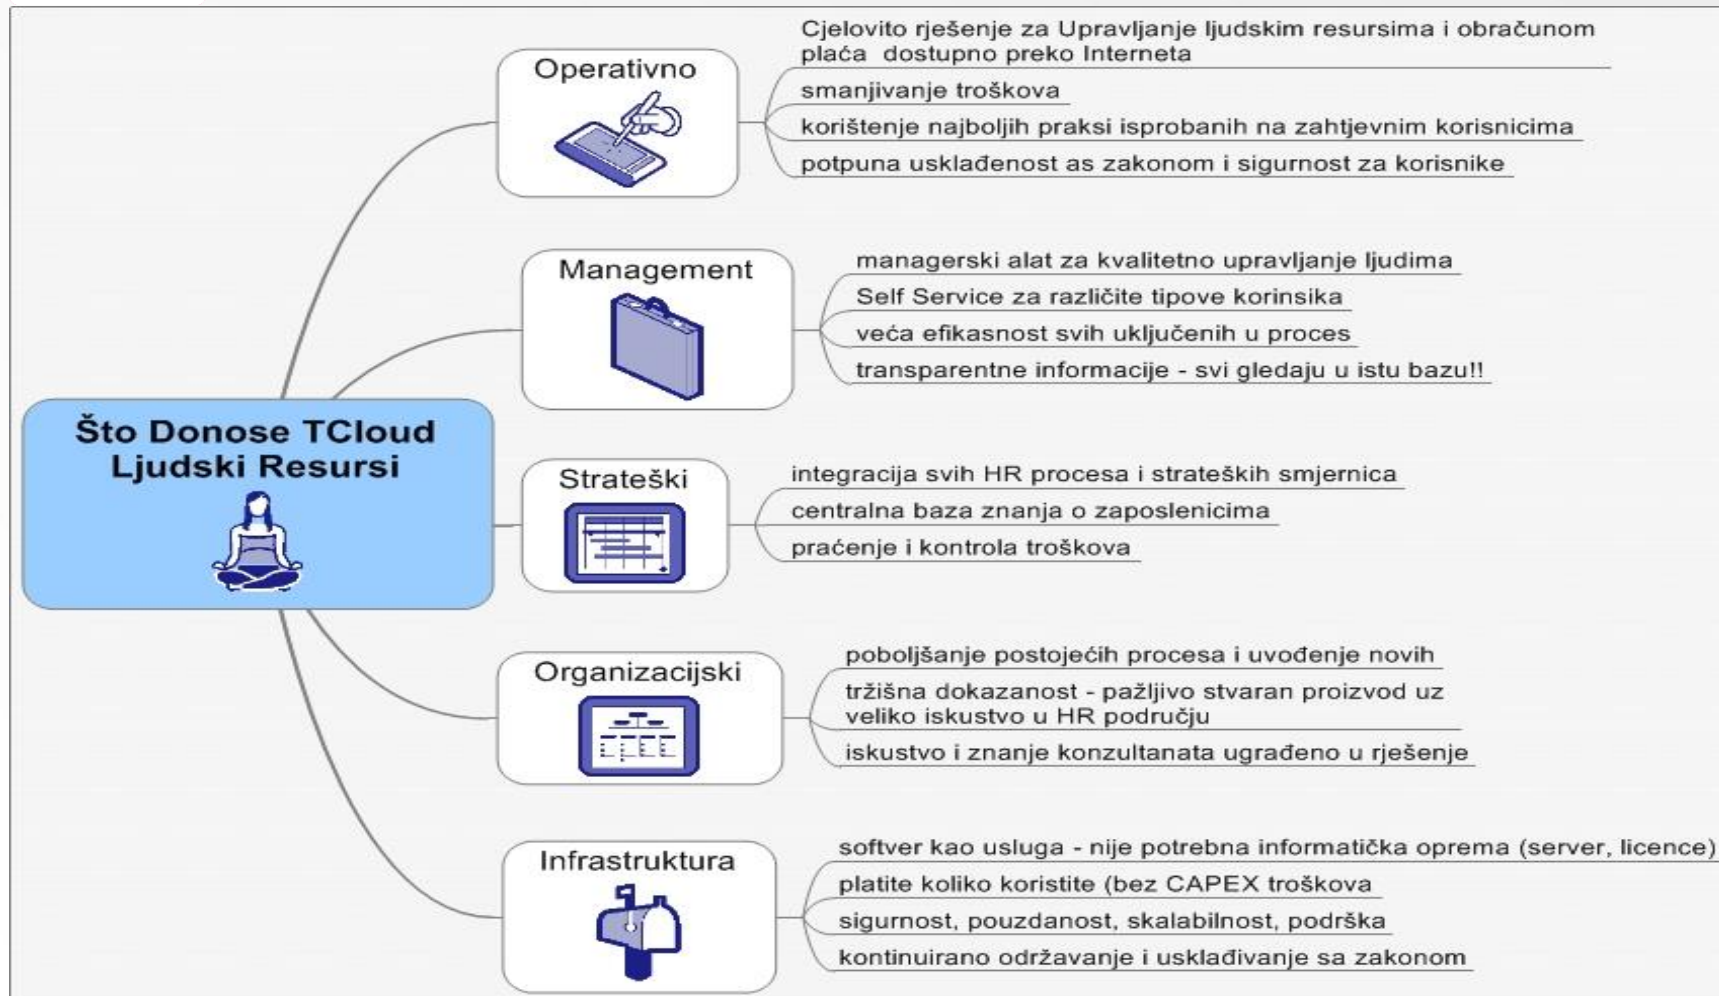 Što Donose TCloud
Ljudski Resursi
Operativno
Cjelovito rješenje za Upravljanje ljudskim resursima i obračunom
plaća dostupno preko Interneta
smanjivanje troškova
korištenje najboljih praksi isprobanih na zahtjevnim korisnicima
potpuna usklađenost as zakonom i sigurnost za korisnike
Management
managerski alat za kvalitetno upravljanje ljudima
Self Service za različite tipove korinsika
veća efikasnost svih uključenih u proces
transparentne informacije - svi gledaju u istu bazu!!
Strateški
integracija svih HR procesa i strateških smjernica
centralna baza znanja o zaposlenicima
praćenje i kontrola troškova
Organizacijski
poboljšanje postojećih procesa i uvođenje novih
tržišna dokazanost - pažljivo stvaran proizvod uz
veliko iskustvo u HR području
iskustvo i znanje konzultanata ugrađeno u rješenje
Infrastruktura
softver kao usluga - nije potrebna informatička oprema (server, licence)
platite koliko koristite (bez CAPEX troškova
sigurnost, pouzdanost, skalabilnost, podrška
kontinuirano održavanje i usklađivanje sa zakonom